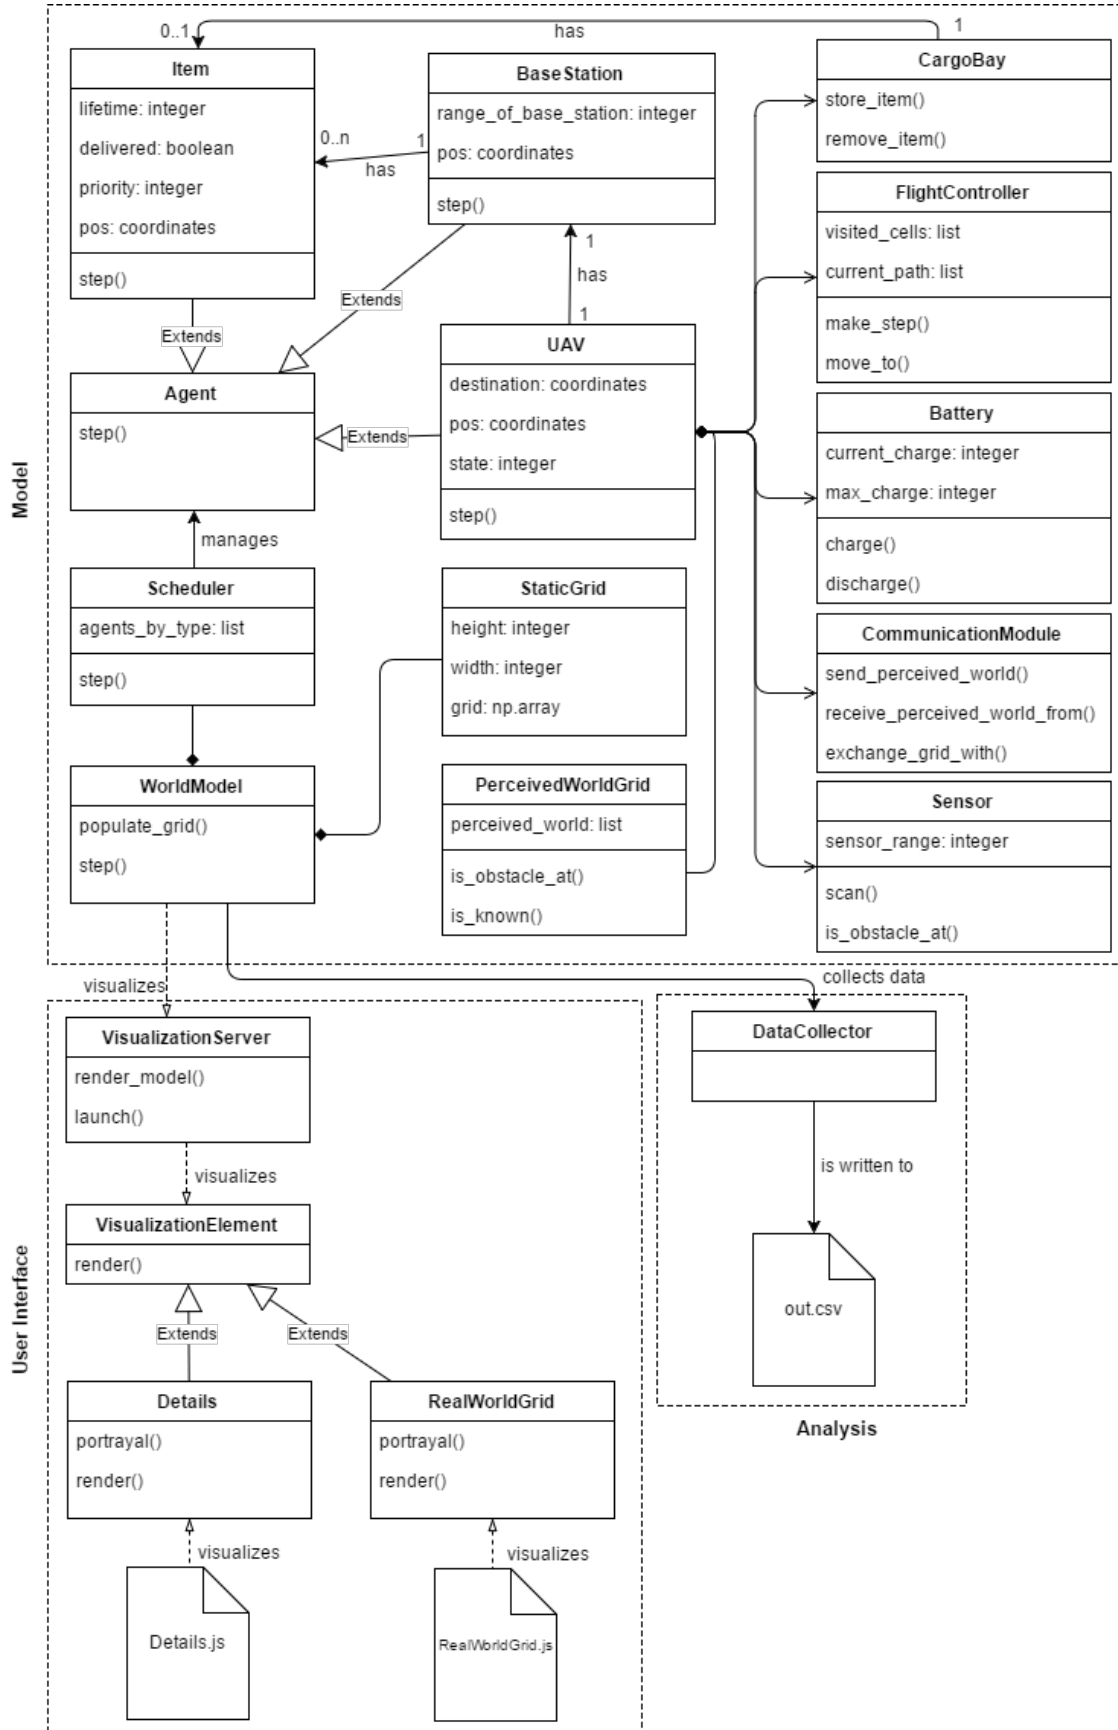 0..1
has
1
Item
lifetime: integer
delivered: boolean
priority: integer
pos: coordinates
step()
0..n
1
has
BaseStation
range_of_base_station: integer
pos: coordinates
step()
CargoBay
store_item()
remove_item()
FlightController
visited_cells: list
current_path: list
make_step()
move_to()
1
has
1
Extends
Extends
Agent
step()
Extends
UAV
destination: coordinates
pos: coordinates
state: integer
step()
Battery
current_charge: integer
max_charge: integer
charge()
discharge()
Model
manages
Scheduler
agents_by_type: list
step()
StaticGrid
height: integer
width: integer
grid: np.array
CommunicationModule
send_perceived_world()
receive_perceived_world_from()
exchange_grid_with()
WorldModel
populate_grid()
step()
PerceivedWorldGrid
perceived_world: list
is_obstacle_at()
is_known()
Sensor
sensor_range: integer
scan()
is_obstacle_at()
visualizes
collects data
VisualizationServer
render_model()
launch()
DataCollector
visualizes
is written to
VisualizationElement
render()
out.csv
User Interface
Extends
Extends
Details
portrayal()
render()
RealWorldGrid
portrayal()
render()
Analysis
visualizes
visualizes
Details.js
RealWorldGrid.js